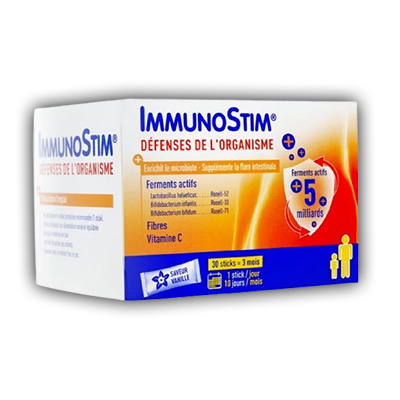 IMMUNOSTIM®
DÉFENSES DE L'ORGANISME
Enrichit le microbiote - Supplémente la flore intestinale
Ferments actifs
Lactobacillus helveticus, Rosell-52
Bifidobacterium infantis, Rosell-33
Bifidobacterium bifidum, Rosell-71
Fibres
Vitamine C
Ferments actifs
+5
milliards
SAVEUR
VANILLE
30 sticks = 3 mois
1 stick / jour
10 jours / mois
IMMUNOSTIM®
DÉFENSES DE L'ORGANISME